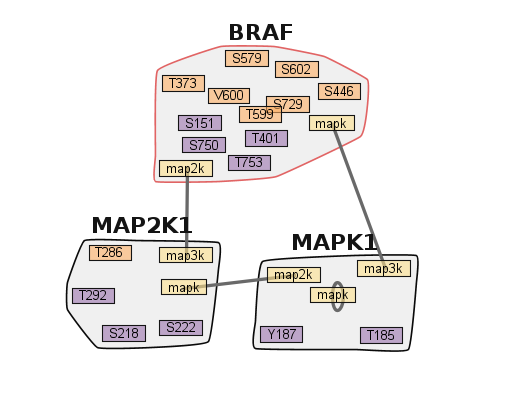 BRAF
S579
S602
T373
S446
V600
S729
T599
S151
mapk
T401
S750
T753
map2k
MAP2K1
T286
map3k
mapk
T292
S222
S218
MAPK1
map3k
map2k
mapk
Y187
T185